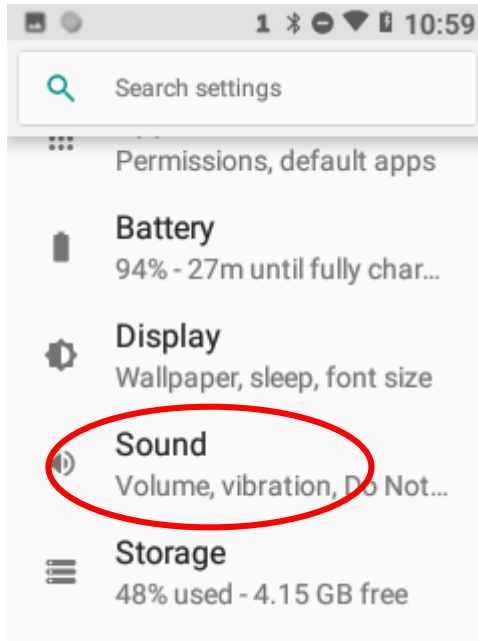 1 10:59
Search settings
Permissions, default apps
Battery
94% - 27m until fully char...
Display
Wallpaper, sleep, font size
Sound
Volume, vibration, Do Not...
Storage
48% used - 4.15 GB free